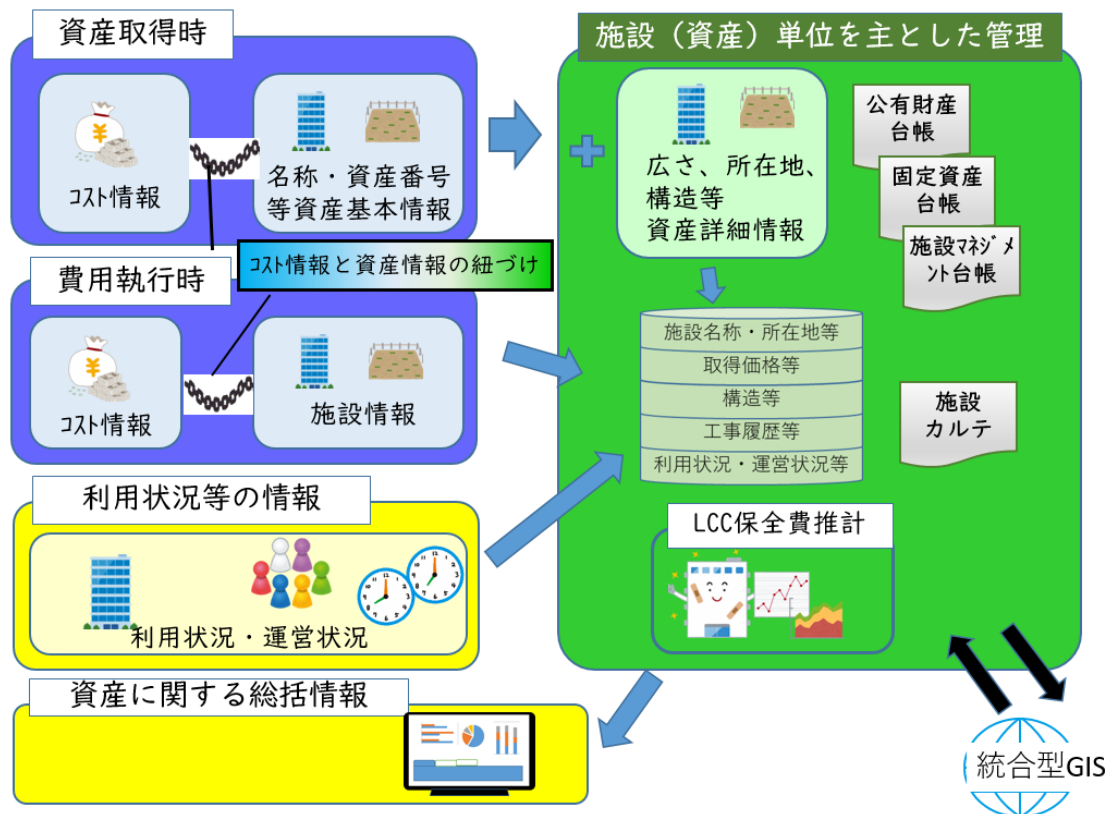 資産取得時
コスト情報
名称・資産番号
等資産基本情報
コスト情報と資産情報の紐づけ
費用執行時
コスト情報
施設情報
利用状況等の情報
利用状況・運営状況
資産に関する総括情報
施設（資産）単位を主とした管理
広さ、所在地、
構造等
資産詳細情報
公有財産
台帳
固定資産
台帳
施設マネジメ
ント台帳
施設名称・所在地等
取得価格等
構造等
工事履歴等
利用状況・運営状況等
施設
カルテ
LCC保全費推計
統合型GIS